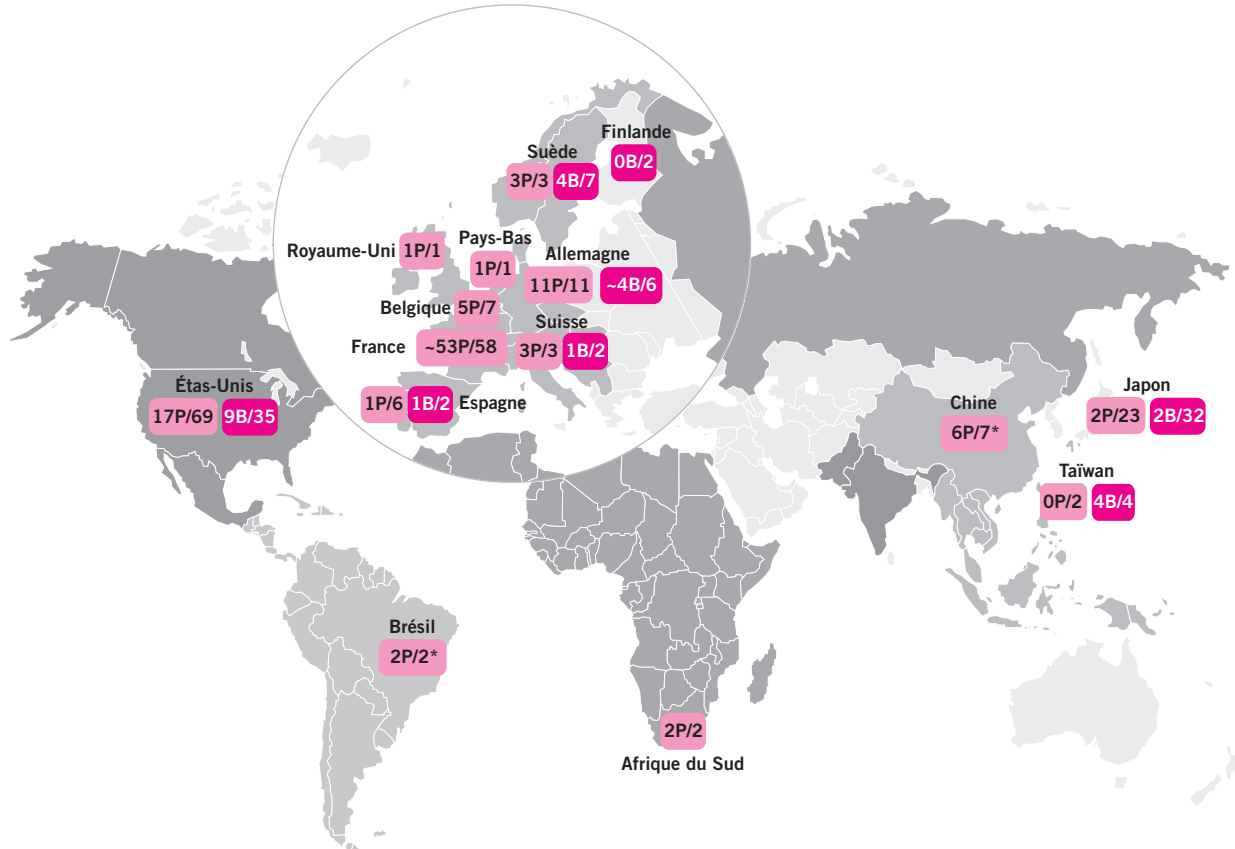 Finlande
0B/2
Suède
3P/3 4B/7
Royaume-Uni 1P/1
Pays-Bas
1P/1
Allemagne
11P/11 ~4B/6
Belgique 5P/7
Suisse
France ~53P/58
3P/3 1B/2
1P/6 1B/2 Espagne
Étas-Unis
17P/69 9B/35
Chine
6P/7*
Japon
2P/23 2B/32
Taïwan
0P/2 4B/4
Brésil
2P/2*
2P/2
Afrique du Sud